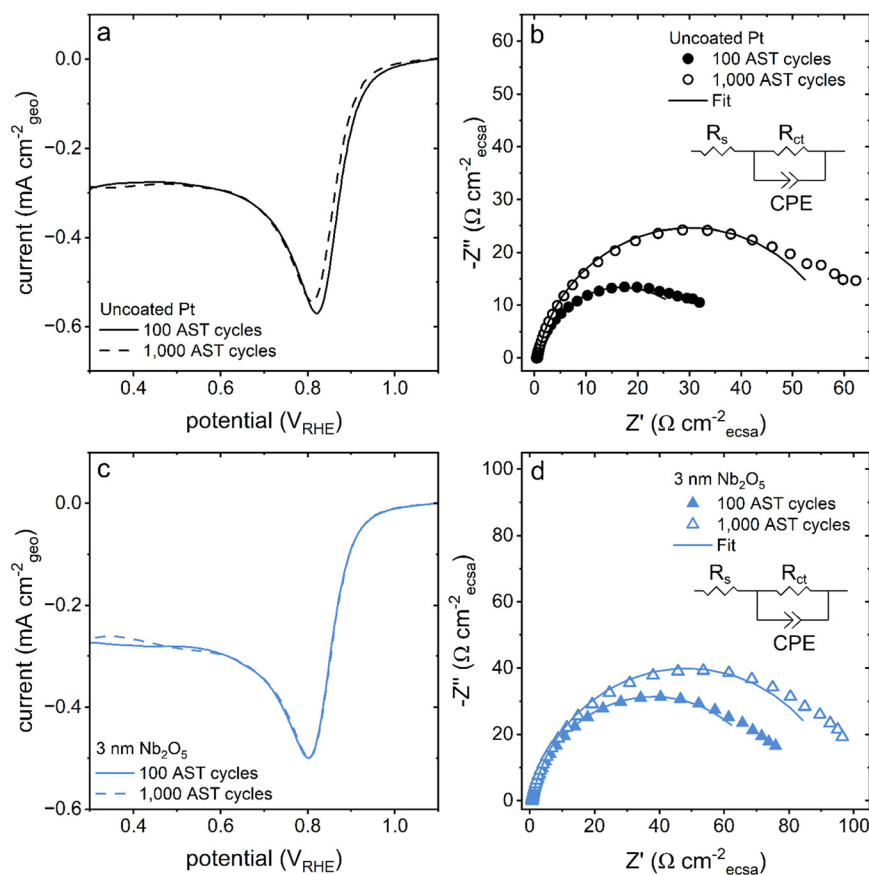 a
0.0
-0.2
-0.4
-0.6
current (mA cm⁻²geo)
Uncoated Pt
100 AST cycles
1,000 AST cycles
0.4 0.6 0.8 1.0
potential (VRHE)
b
60
50
40
30
20
10
0
-Z" (Ω cm⁻²ecsa)
Uncoated Pt
100 AST cycles
1,000 AST cycles
Fit
Rs Rct
CPE
0 10 20 30 40 50 60
Z' (Ω cm⁻²ecsa)
c
0.0
-0.2
-0.4
-0.6
current (mA cm⁻²geo)
3 nm Nb₂O₅
100 AST cycles
1,000 AST cycles
0.4 0.6 0.8 1.0
potential (VRHE)
d
100
80
60
40
20
0
-Z" (Ω cm⁻²ecsa)
3 nm Nb₂O₅
100 AST cycles
1,000 AST cycles
Fit
Rs Rct
CPE
0 20 40 60 80 100
Z' (Ω cm⁻²ecsa)